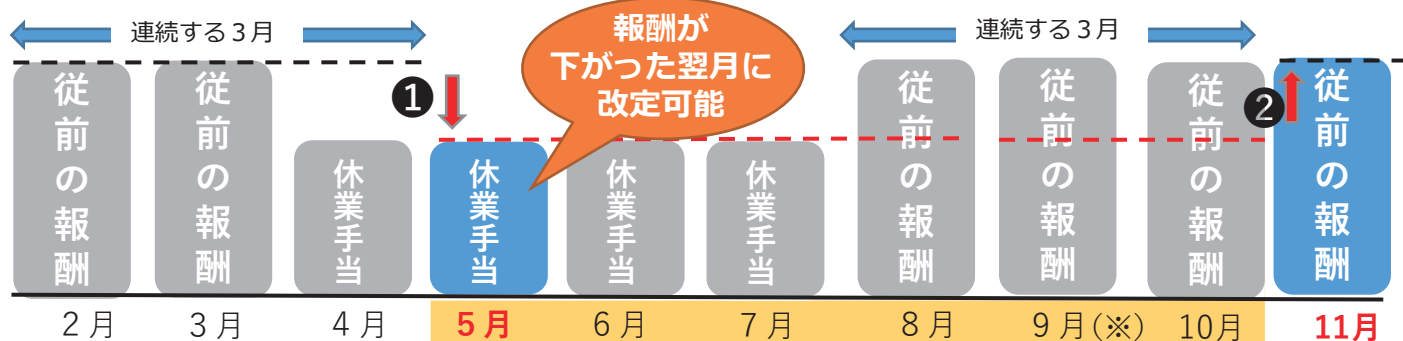 連続する３月
連続する３月
報酬が
下がった翌月に
改定可能
❶
❷
従前の報酬
従前の報酬
休業手当
休業手当
休業手当
休業手当
従前の報酬
従前の報酬
従前の報酬
従前の報酬
２月
３月
４月
５月
６月
７月
８月
９月(※)
10月
11月